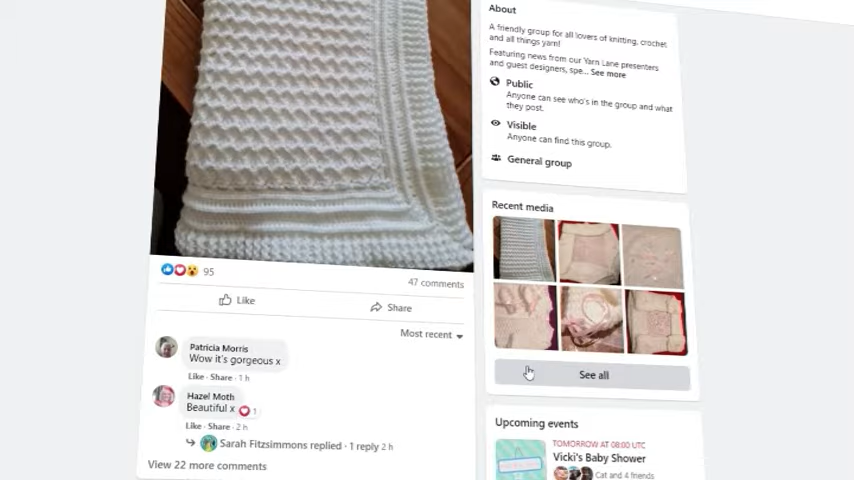 95
47 comments
Like
Share
Most recent
Patricia Morris
Wow it's gorgeous x
Like · Share · 1 h
Hazel Moth
Beautiful x
1
Like · Share · 2 h
Sarah Fitzsimmons replied · 1 reply 2 h
View 22 more comments
About
A friendly group for all lovers of knitting, crochet
and all things yarn!
Featuring news from our Yarn Lane presenters
and guest designers, spe... See more
Public
Anyone can see who's in the group and what
they post.
Visible
Anyone can find this group.
General group
Recent media
See all
Upcoming events
TOMORROW AT 08:00 UTC
Vicki's Baby Shower
Cat and 4 friends